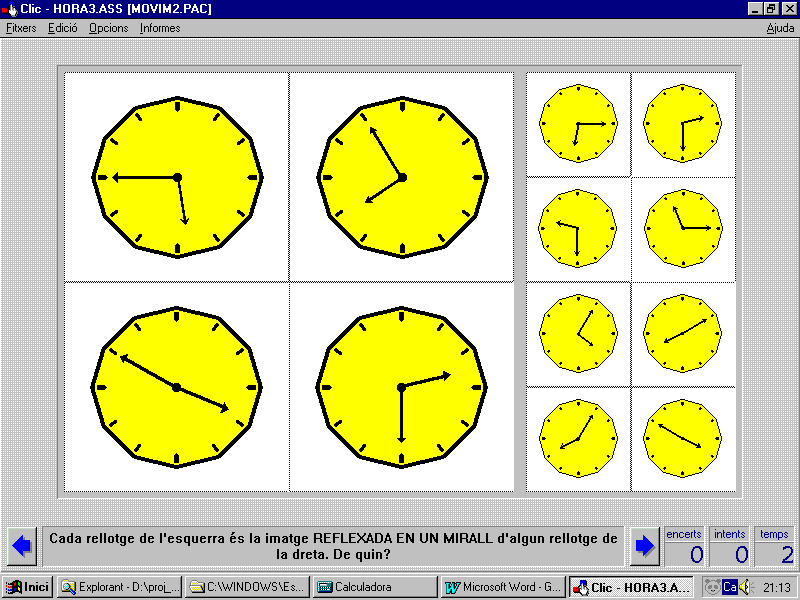 Clic - HORA3.ASS [MOVIM2.PAC]
Fitxers Edició Opcions Informes Ajuda
Cada rellotge de l'esquerra és la imatge REFLEXADA EN UN MIRALL d'algun rellotge de
la dreta. De quin?
encerts intents temps
0 0 2
Inici Explorant - D:\proj_... C:\WINDOWS\Es... Calculadora Microsoft Word - G... Clic - HORA3.A... Ca 21:13